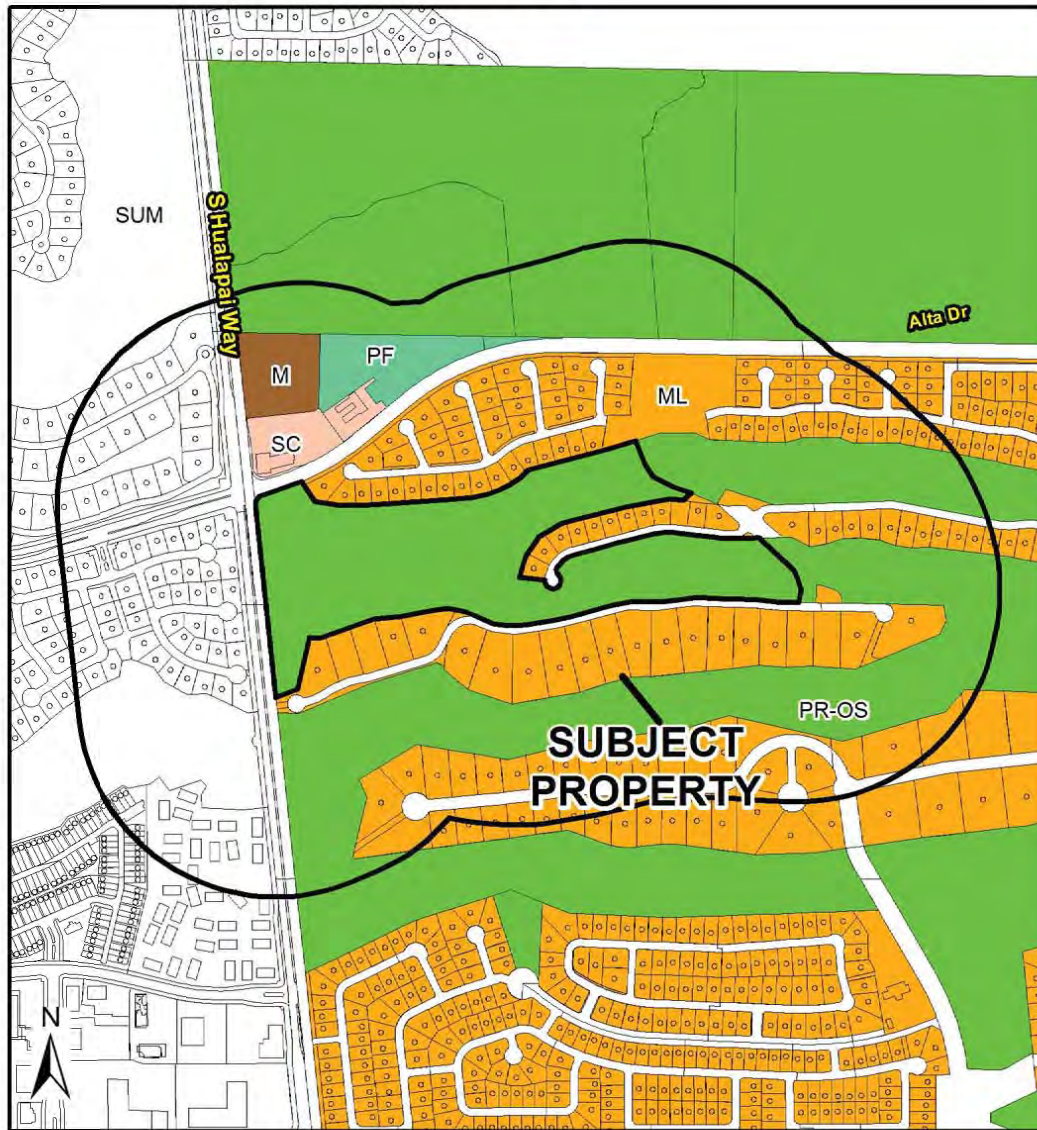 SUM
S Hualapai Way
Alta Dr
M
PF
ML
SC
PR-OS
SUBJECT
PROPERTY
N